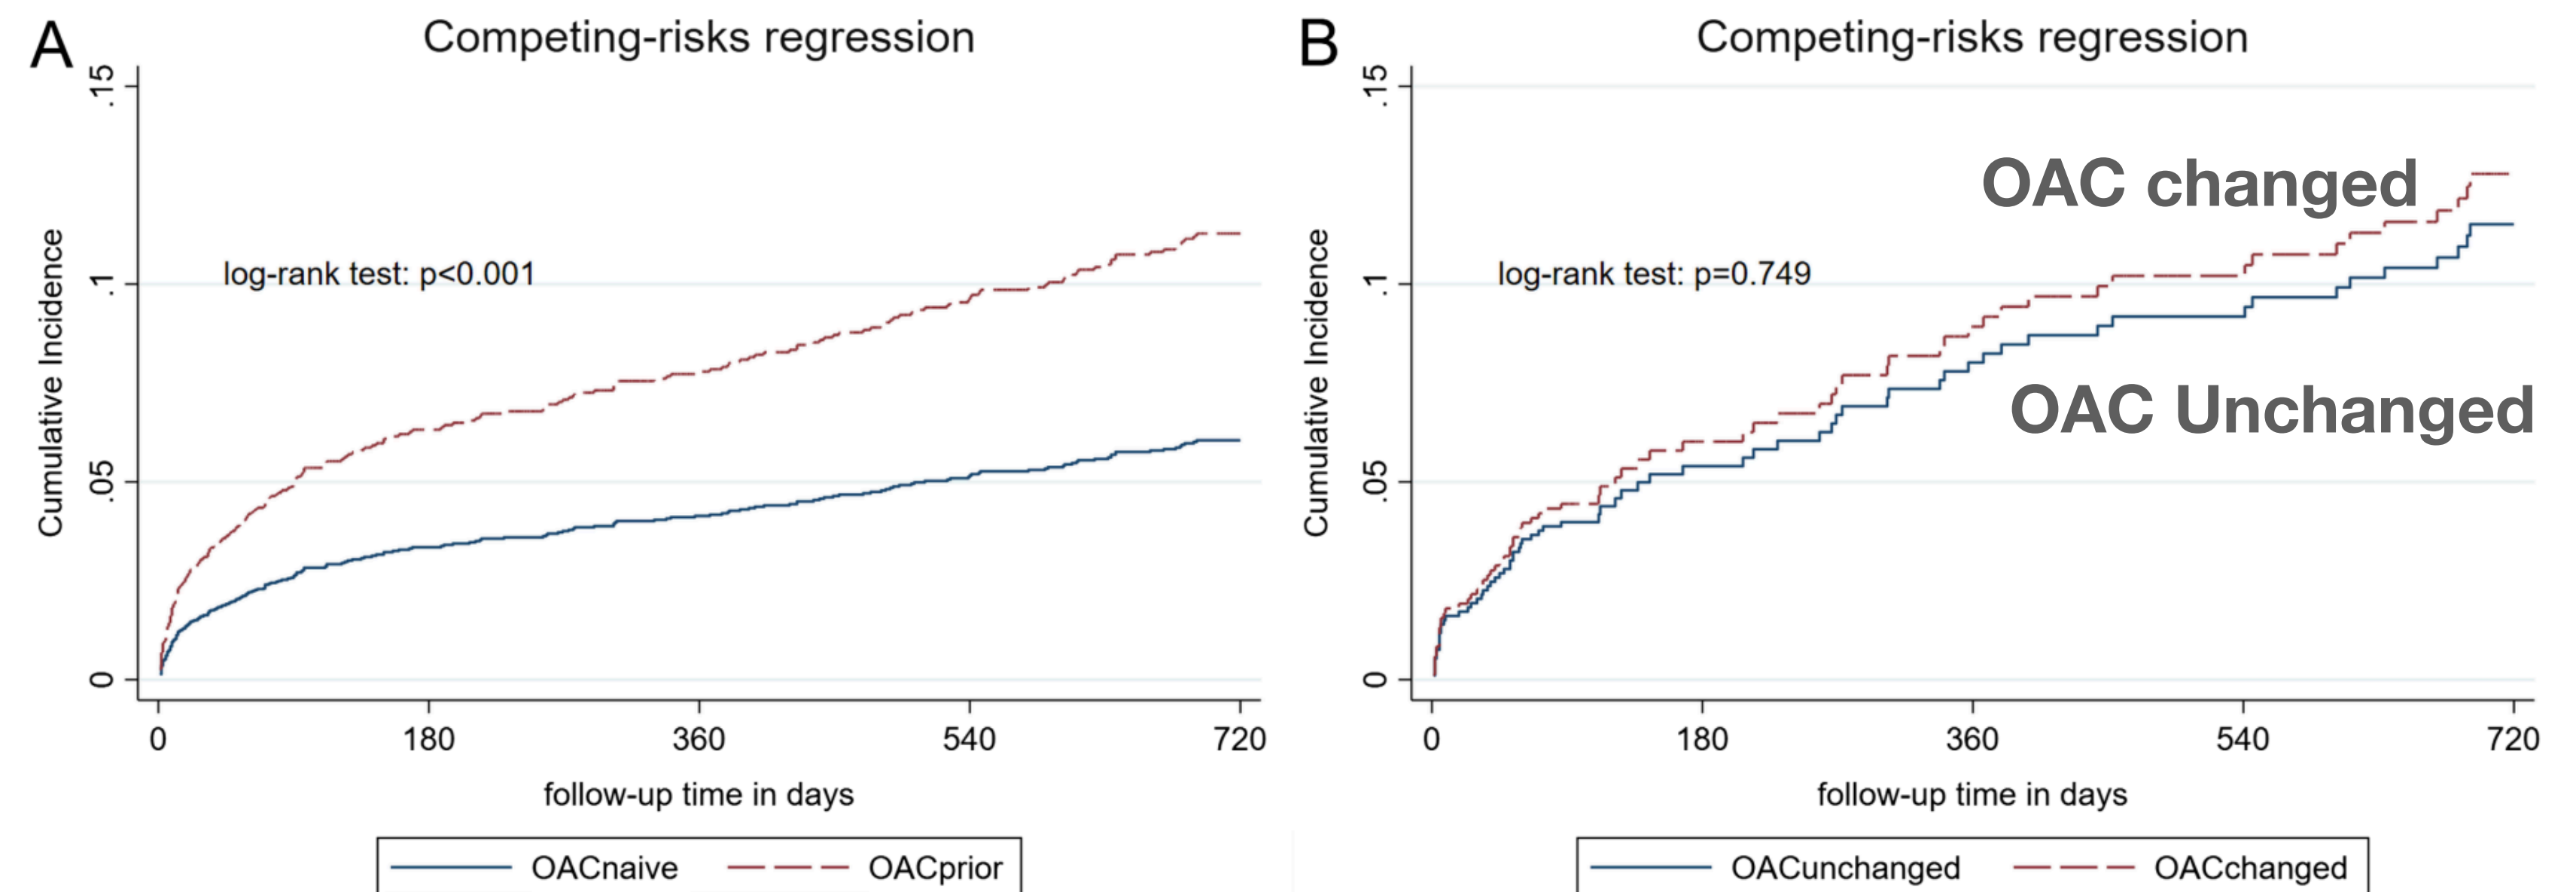 A
Competing-risks regression
.15
.1
.05
0
Cumulative Incidence
log-rank test: p<0.001
0 180 360 540 720
follow-up time in days
OACnaive OACprior
B
Competing-risks regression
.15
.1
.05
0
Cumulative Incidence
log-rank test: p=0.749
OAC changed
OAC Unchanged
0 180 360 540 720
follow-up time in days
OACunchanged OACchanged